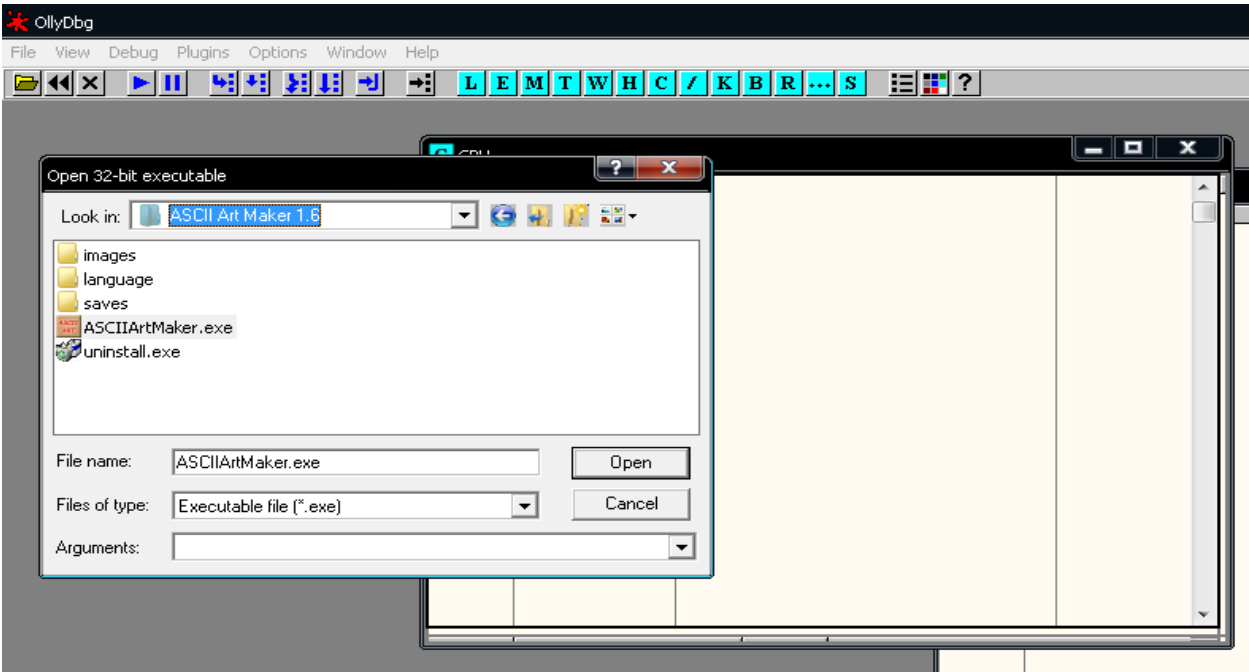 OllyDbg
File View Debug Plugins Options Window Help
L E M T W H C / K B R ... S ?
CPU
Open 32-bit executable ?
Look in: ASCII Art Maker 1.6
images
language
saves
ASCIIArtMaker.exe
uninstall.exe
File name: ASCIIArtMaker.exe Open
Files of type: Executable file (*.exe) Cancel
Arguments: